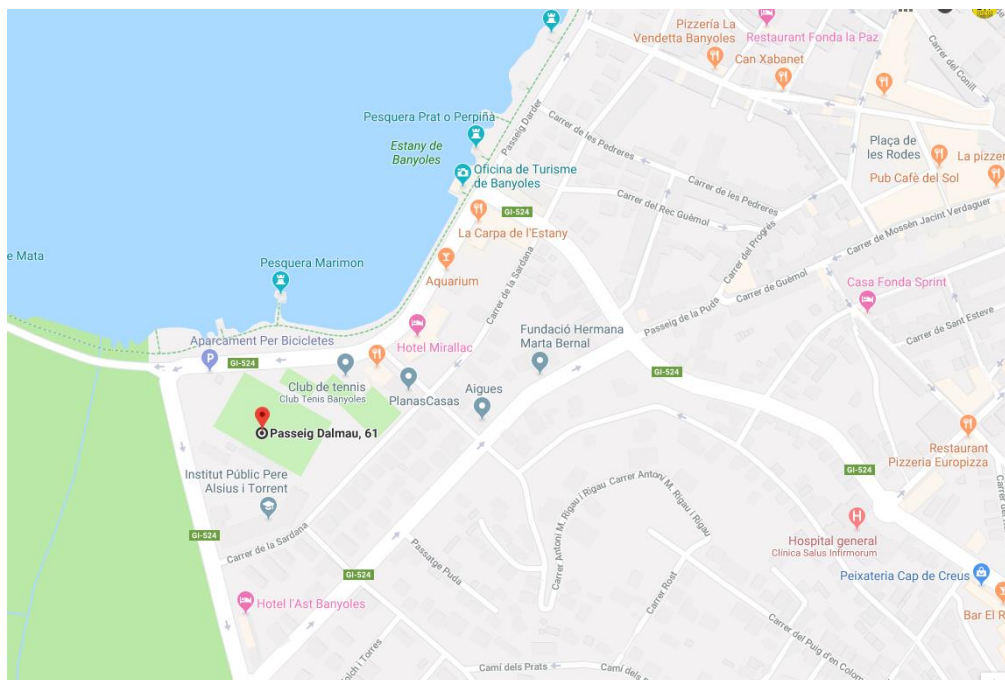 Pizzería La
Vendetta Banyoles
Restaurant Fonda la Paz
Can Xabanet
Carrer del Conill
Pesquera Prat o Perpiñà
Passeig Darder
Carrer de les Pedreres
Estany de
Banyoles
Plaça de
les Rodes
La pizzer
Oficina de Turisme
de Banyoles
Pub Cafè del Sol
Carrer de les Pedreres
Carrer del Rec Guèmol
GI-524
La Carpa de l'Estany
Carrer de Mossèn Jacint Verdaguer
Carrer del Progrés
e Mata
Pesquera Marimon
Aquarium
Carrer de la Sardana
Carrer de Guèmol
Casa Fonda Sprint
Passeig de la Puda
Carrer de Sant Esteve
Fundació Hermana
Marta Bernal
Aparcament Per Bicicletes
Hotel Mirallac
P
GI-524
GI-524
Club de tennis
Club Tenis Banyoles
PlanasCasas
Aigues
Passeig Dalmau, 61
Restaurant
Pizzeria Europizza
Institut Públic Pere
Alsius i Torrent
GI-524
Carrer Antoni M. Rigau i Rigau
Carrer Antoni M. Rigau i Rigau
H
Hospital general
Clínica Salus Infirmorum
GI-524
Carrer de la Sardana
Passatge Puda
GI-524
Carrer Rost
Peixateria Cap de Creus
Hotel l'Ast Banyoles
Bar El R
Carrer del Puig d'en Colom
olch i Torres
Camí dels Prats
Camí dels